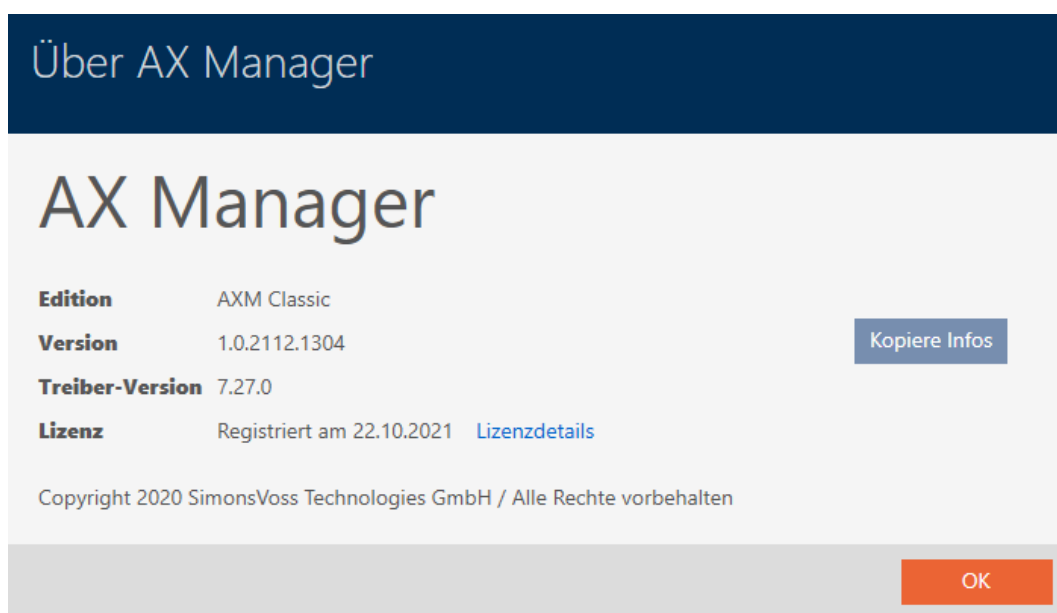 Über AX Manager
AX Manager
Edition AXM Classic
Version 1.0.2112.1304
Kopiere Infos
Treiber-Version 7.27.0
Lizenz Registriert am 22.10.2021 Lizenzdetails
Copyright 2020 SimonsVoss Technologies GmbH / Alle Rechte vorbehalten
OK